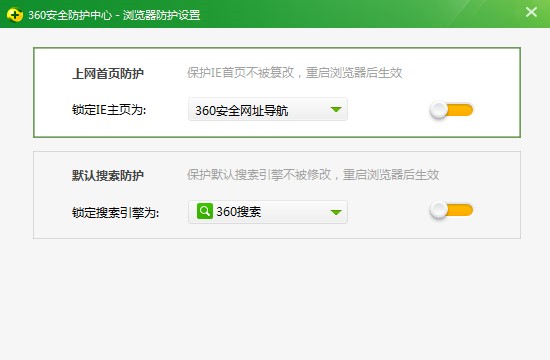 360安全防护中心 - 浏览器防护设置
上网首页防护 保护IE首页不被篡改，重启浏览器后生效
锁定IE主页为: 360安全网址导航
默认搜索防护 保护默认搜索引擎不被修改，重启浏览器后生效
锁定搜索引擎为: 360搜索